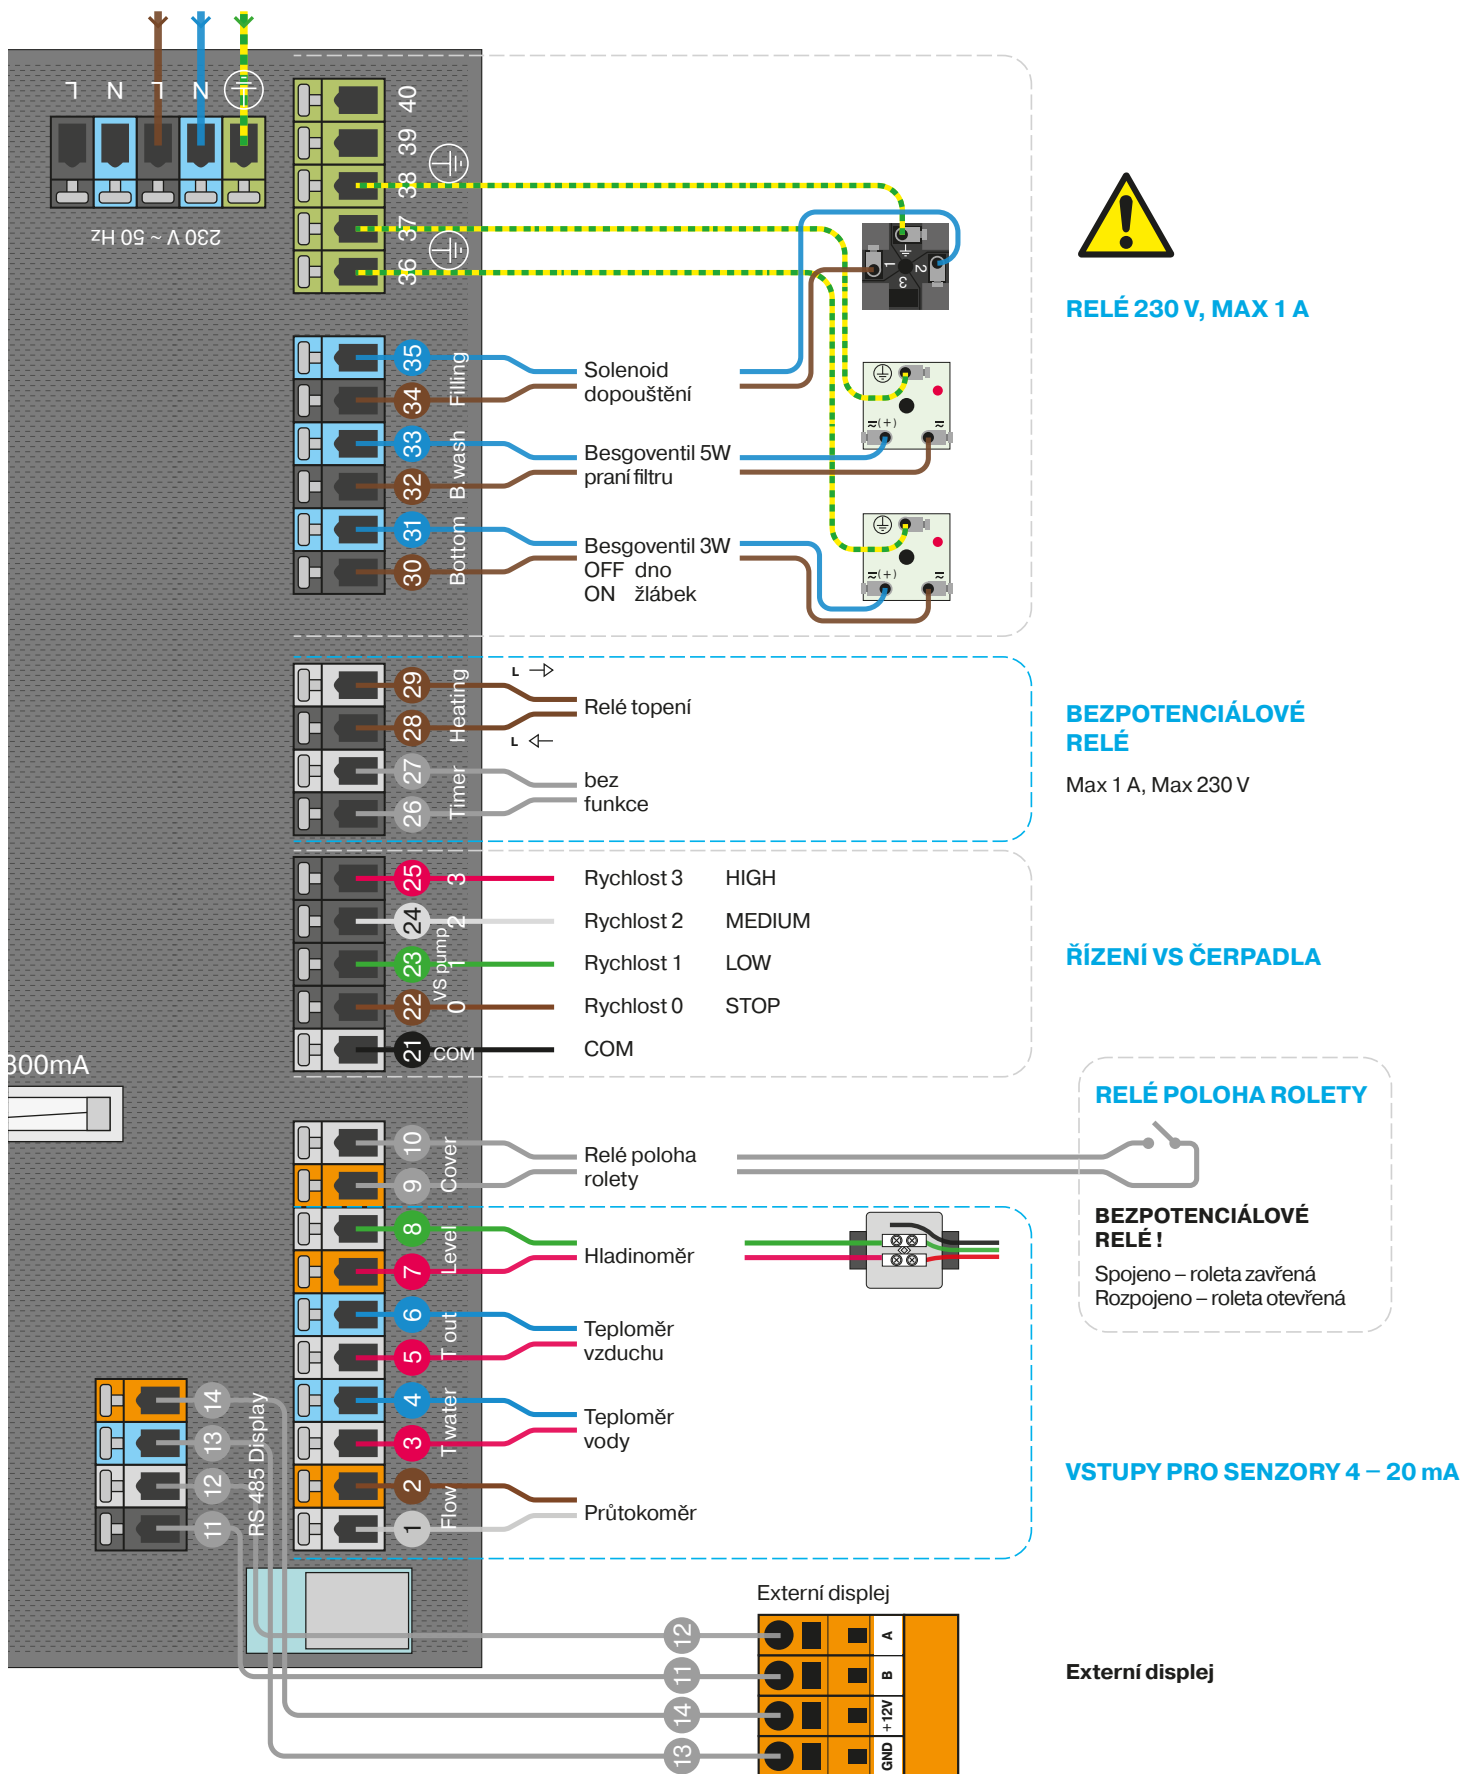 L N L N
230 V ~ 50 Hz
40
39
38
37
36
35
34
Filling
33
32
B.wash
31
30
Bottom
Solenoid
dopouštění
Besgoventil 5W
praní filtru
Besgoventil 3W
OFF dno
ON žlábek
1 2 3
=(+) =
=(+) =
RELÉ 230 V, MAX 1 A
29
28
Heating
27
26
Timer
L
Relé topení
L
bez
funkce
BEZPOTENCIÁLOVÉ
RELÉ
Max 1 A, Max 230 V
25 3
24 2
23 1
22 0
VS pump
21 COM
Rychlost 3 HIGH
Rychlost 2 MEDIUM
Rychlost 1 LOW
Rychlost 0 STOP
COM
ŘÍZENÍ VS ČERPADLA
300mA
10
9
Cover
Relé poloha
rolety
RELÉ POLOHA ROLETY
BEZPOTENCIÁLOVÉ
RELÉ !
Spojeno – roleta zavřená
Rozpojeno – roleta otevřená
8
7
Level
Hladinoměr
6
5
T out
Teploměr
vzduchu
4
3
T water
Teploměr
vody
2
1
Flow
Průtokoměr
VSTUPY PRO SENZORY 4 – 20 mA
14
13
12
11
RS 485 Display
Externí displej
12 A
11 B
14 +12V
13 GND
Externí displej